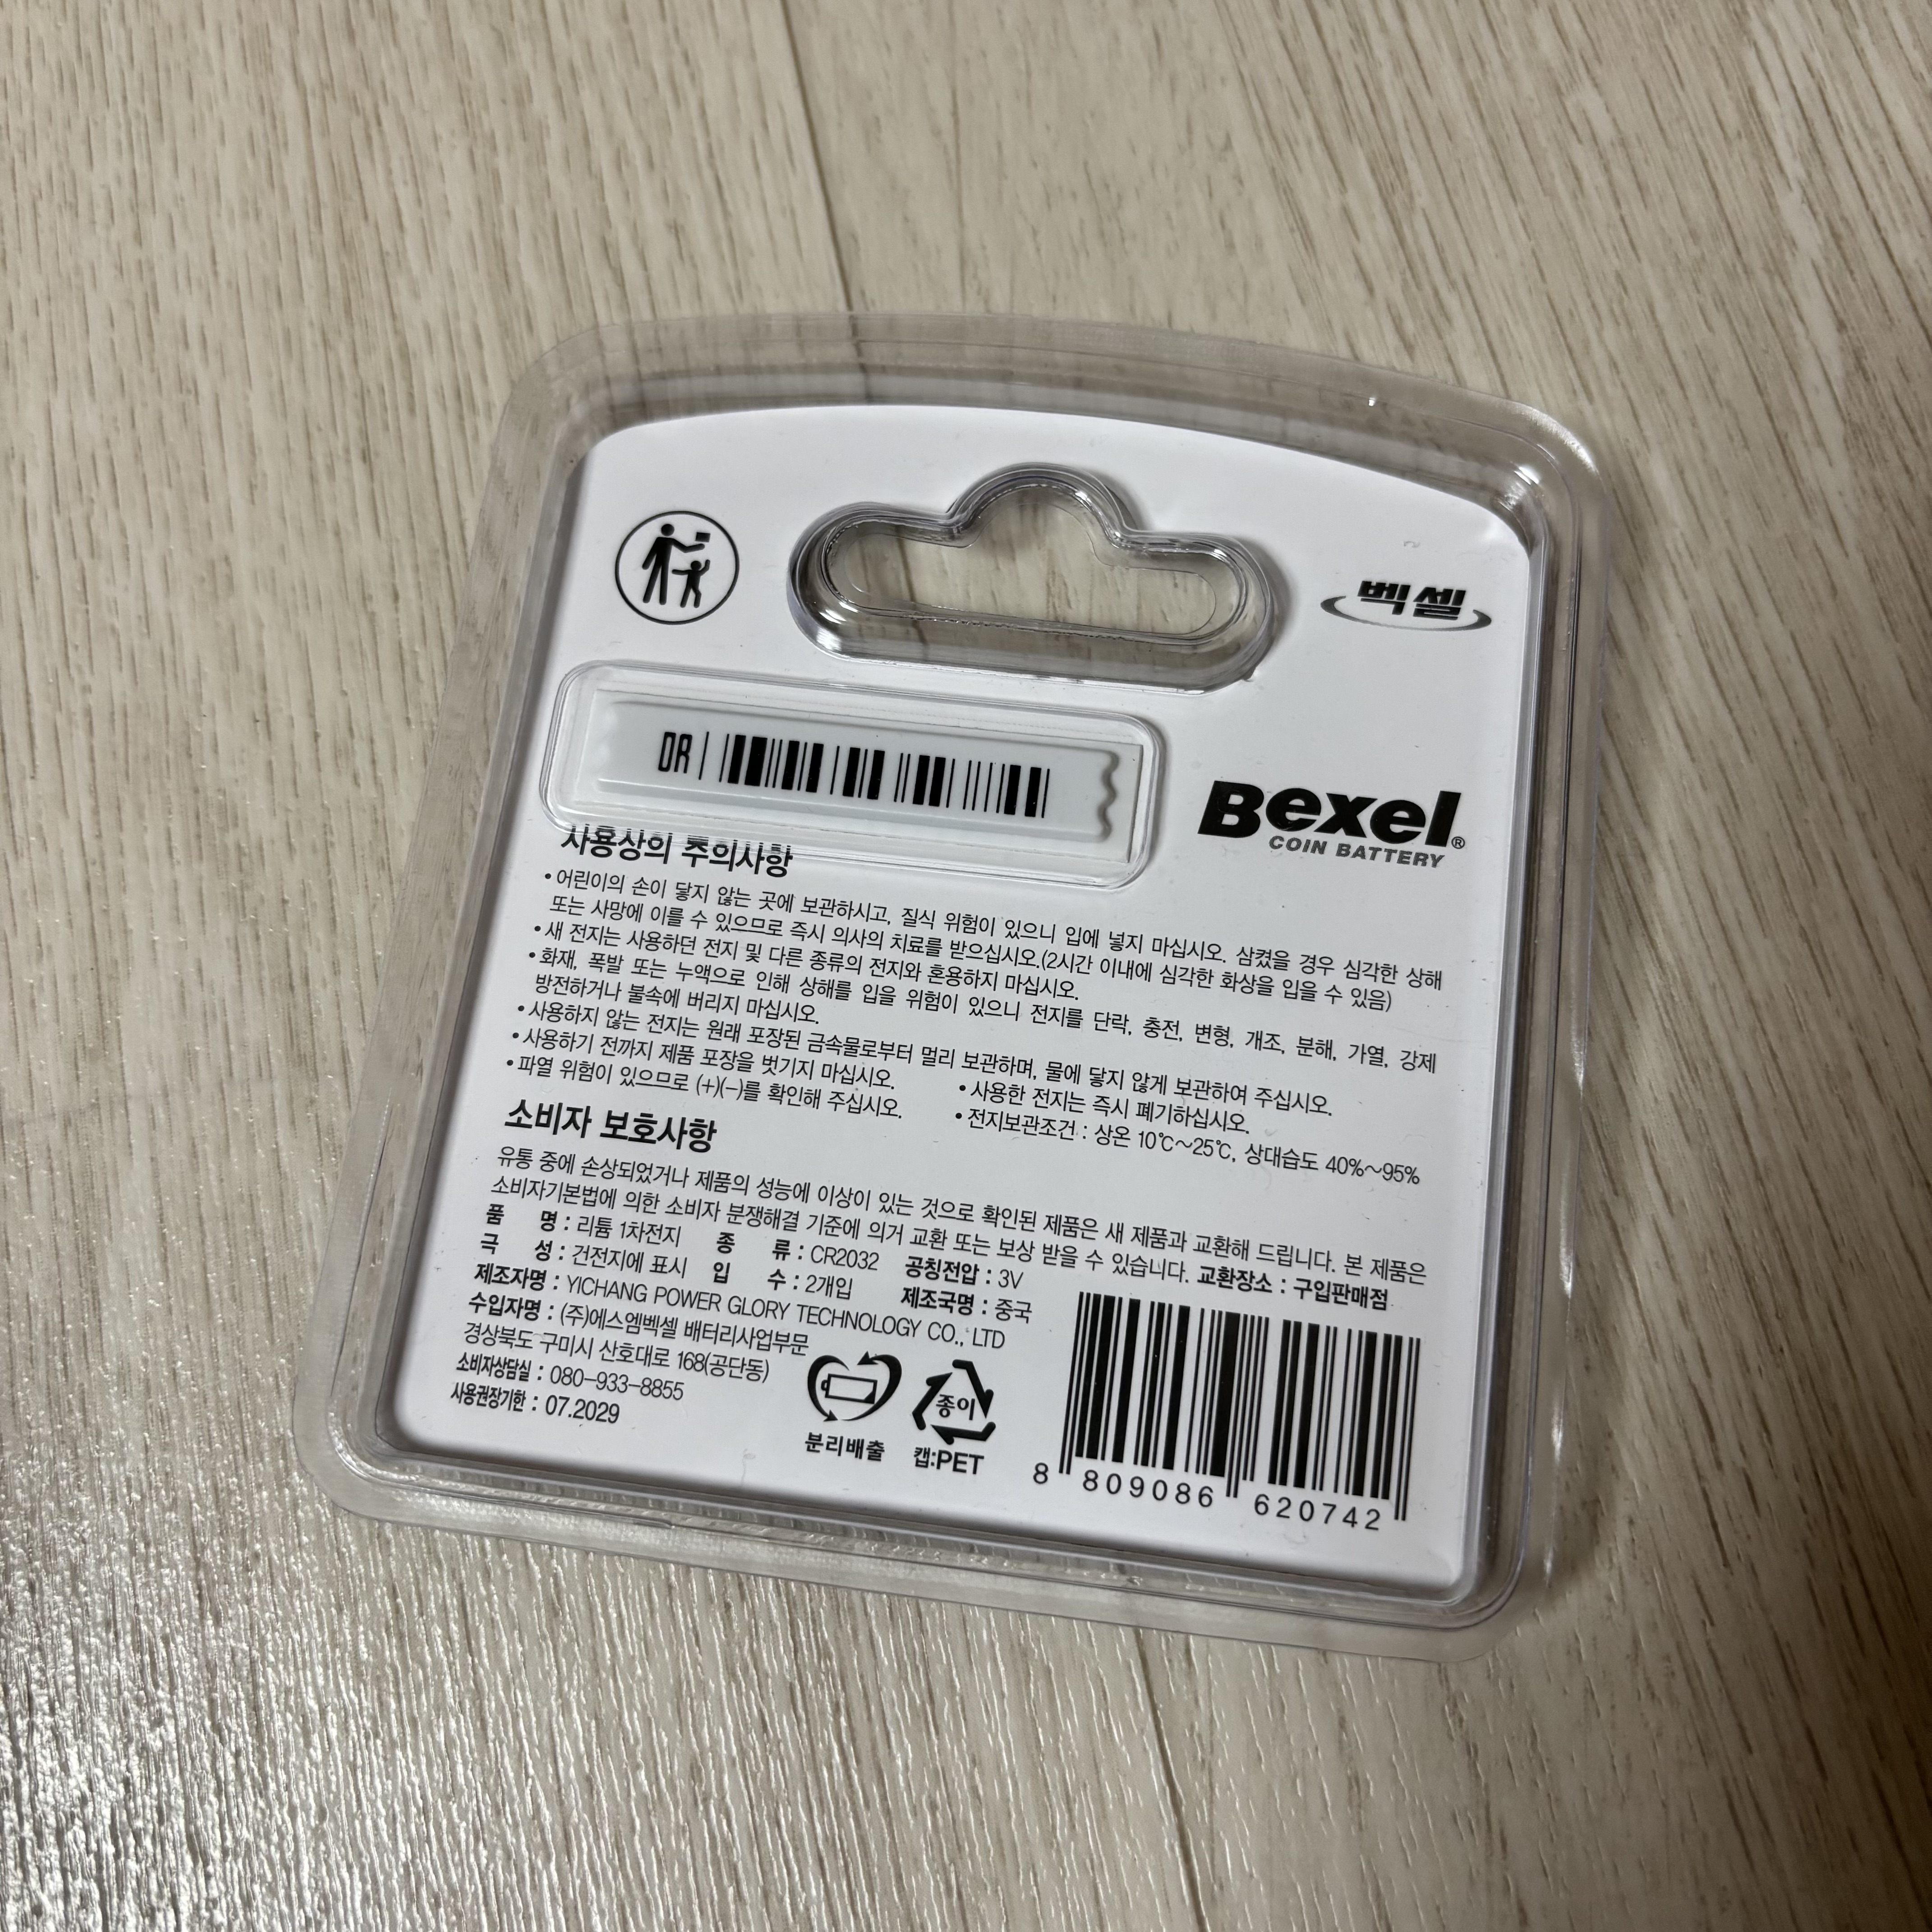 벡셀
DR
Bexel®
COIN BATTERY
사용상의 주의사항
• 어린이의 손이 닿지 않는 곳에 보관하시고, 질식 위험이 있으니 입에 넣지 마십시오. 삼켰을 경우 심각한 상해
또는 사망에 이를 수 있으므로 즉시 의사의 치료를 받으십시오.(2시간 이내에 심각한 화상을 입을 수 있음)
• 새 전지는 사용하던 전지 및 다른 종류의 전지와 혼용하지 마십시오.
• 화재, 폭발 또는 누액으로 인해 상해를 입을 위험이 있으니 전지를 단락, 충전, 변형, 개조, 분해, 가열, 강제
방전하거나 불속에 버리지 마십시오.
• 사용하지 않는 전지는 원래 포장된 금속물로부터 멀리 보관하며, 물에 닿지 않게 보관하여 주십시오.
• 사용하기 전까지 제품 포장을 벗기지 마십시오. • 사용한 전지는 즉시 폐기하십시오.
• 파열 위험이 있으므로 (+)(−)를 확인해 주십시오. • 전지보관조건 : 상온 10℃~25℃, 상대습도 40%~95%
소비자 보호사항
유통 중에 손상되었거나 제품의 성능에 이상이 있는 것으로 확인된 제품은 새 제품과 교환해 드립니다. 본 제품은
소비자기본법에 의한 소비자 분쟁해결 기준에 의거 교환 또는 보상 받을 수 있습니다. 교환장소 : 구입판매점
품 명 : 리튬 1차전지 종 류 : CR2032 공칭전압 : 3V
극 성 : 건전지에 표시 입 수 : 2개입 제조국명 : 중국
제조자명 : YICHANG POWER GLORY TECHNOLOGY CO., LTD
수입자명 : (주)에스엠벡셀 배터리사업부문
경상북도 구미시 산호대로 168(공단동)
소비자상담실 : 080-933-8855
사용권장기한 : 07.2029
분리배출
종이
캡:PET
8 809086 620742